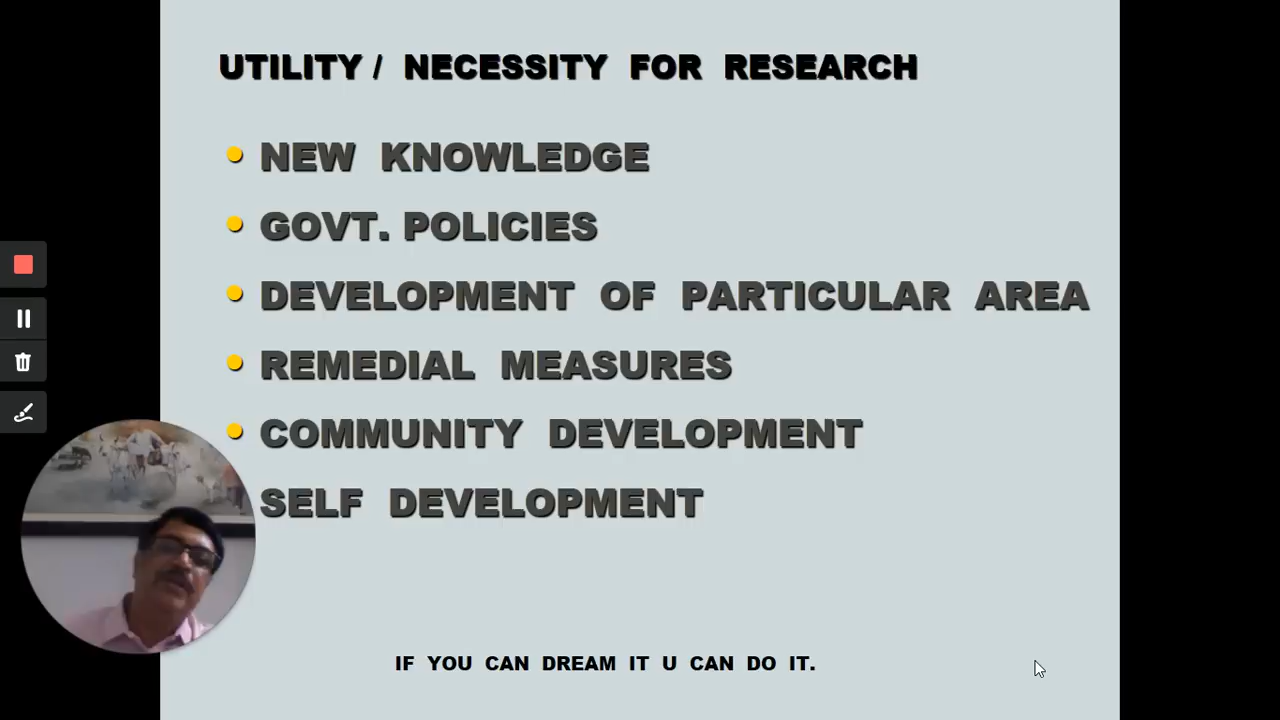 UTILITY / NECESSITY FOR RESEARCH
NEW KNOWLEDGE
GOVT. POLICIES
DEVELOPMENT OF PARTICULAR AREA
REMEDIAL MEASURES
COMMUNITY DEVELOPMENT
SELF DEVELOPMENT
IF YOU CAN DREAM IT U CAN DO IT.